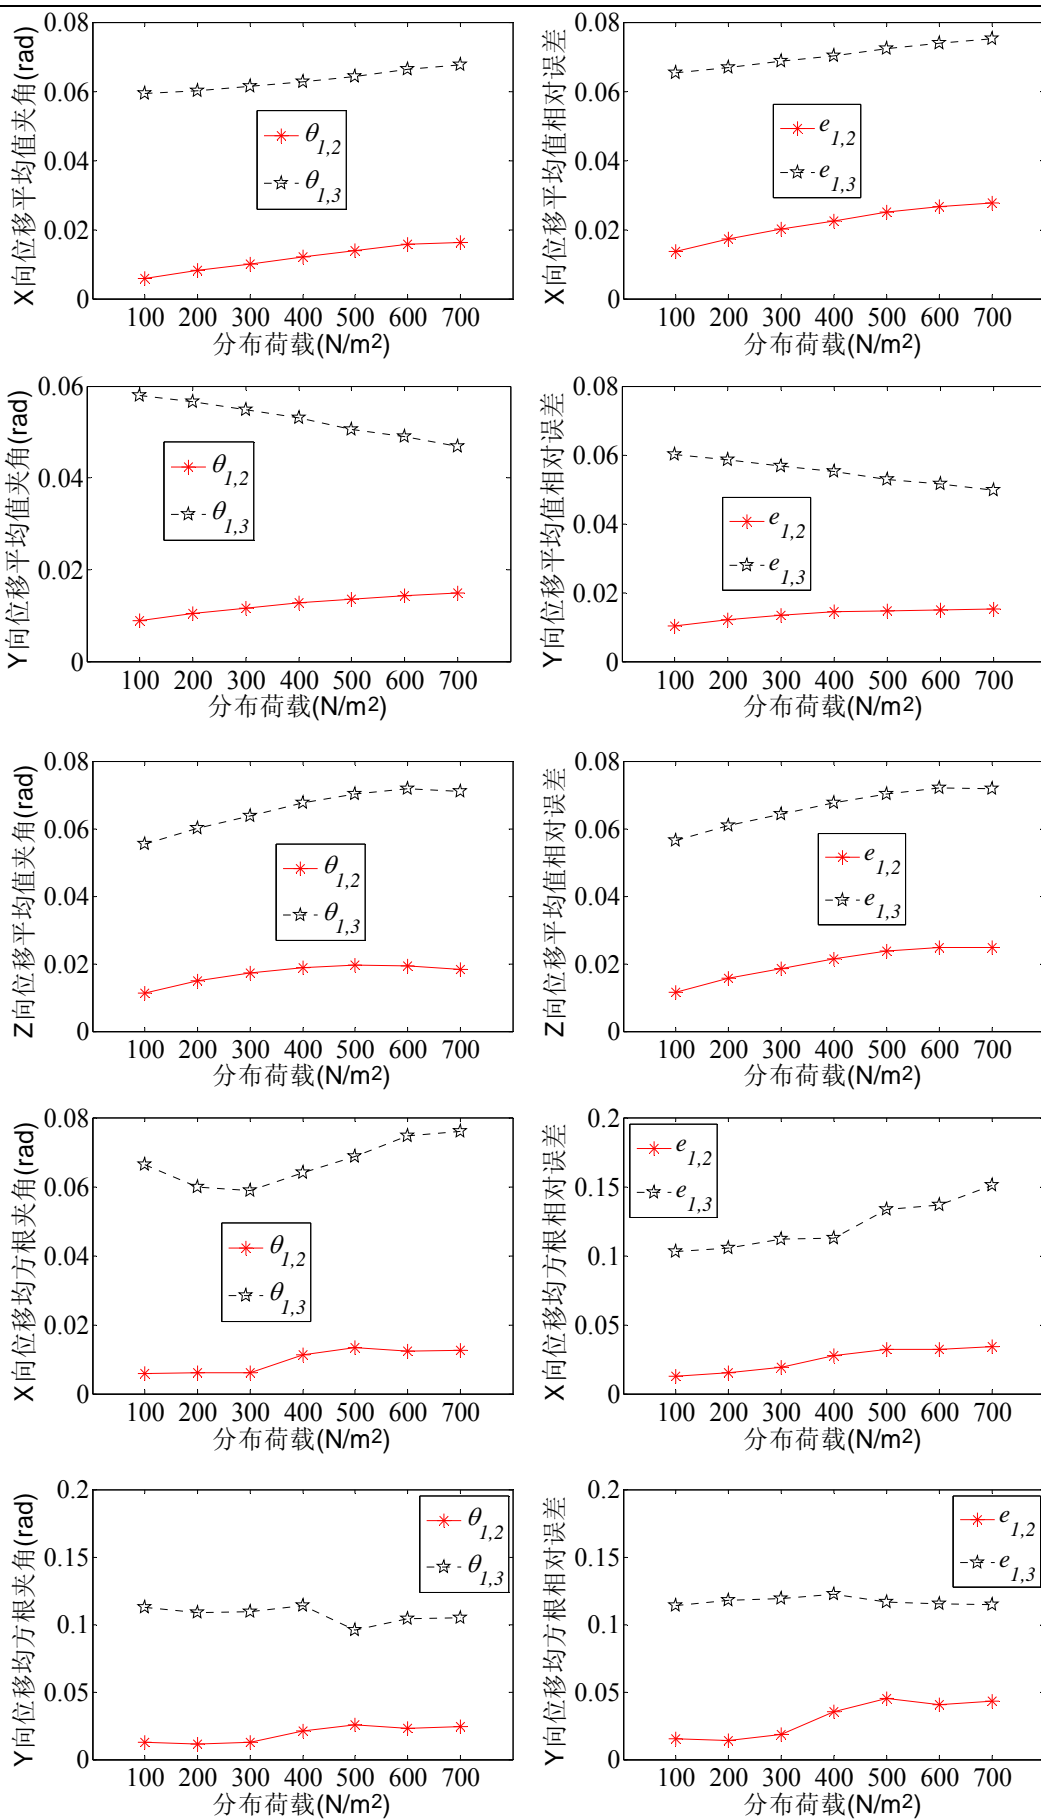 X向位移平均值夹角(rad)
0.08
0.06
0.04
0.02
0
θ1,2
θ1,3
100 200 300 400 500 600 700
分布荷载(N/m2)
X向位移平均值相对误差
0.08
0.06
0.04
0.02
0
e1,2
e1,3
100 200 300 400 500 600 700
分布荷载(N/m2)
Y向位移平均值夹角(rad)
0.06
0.04
0.02
0
θ1,2
θ1,3
100 200 300 400 500 600 700
分布荷载(N/m2)
Y向位移平均值相对误差
0.08
0.06
0.04
0.02
0
e1,2
e1,3
100 200 300 400 500 600 700
分布荷载(N/m2)
Z向位移平均值夹角(rad)
0.08
0.06
0.04
0.02
0
θ1,2
θ1,3
100 200 300 400 500 600 700
分布荷载(N/m2)
Z向位移平均值相对误差
0.08
0.06
0.04
0.02
0
e1,2
e1,3
100 200 300 400 500 600 700
分布荷载(N/m2)
X向位移均方根夹角(rad)
0.08
0.06
0.04
0.02
0
θ1,2
θ1,3
100 200 300 400 500 600 700
分布荷载(N/m2)
X向位移均方根相对误差
0.2
0.15
0.1
0.05
0
e1,2
e1,3
100 200 300 400 500 600 700
分布荷载(N/m2)
Y向位移均方根夹角(rad)
0.2
0.15
0.1
0.05
0
θ1,2
θ1,3
100 200 300 400 500 600 700
分布荷载(N/m2)
Y向位移均方根相对误差
0.2
0.15
0.1
0.05
0
e1,2
e1,3
100 200 300 400 500 600 700
分布荷载(N/m2)